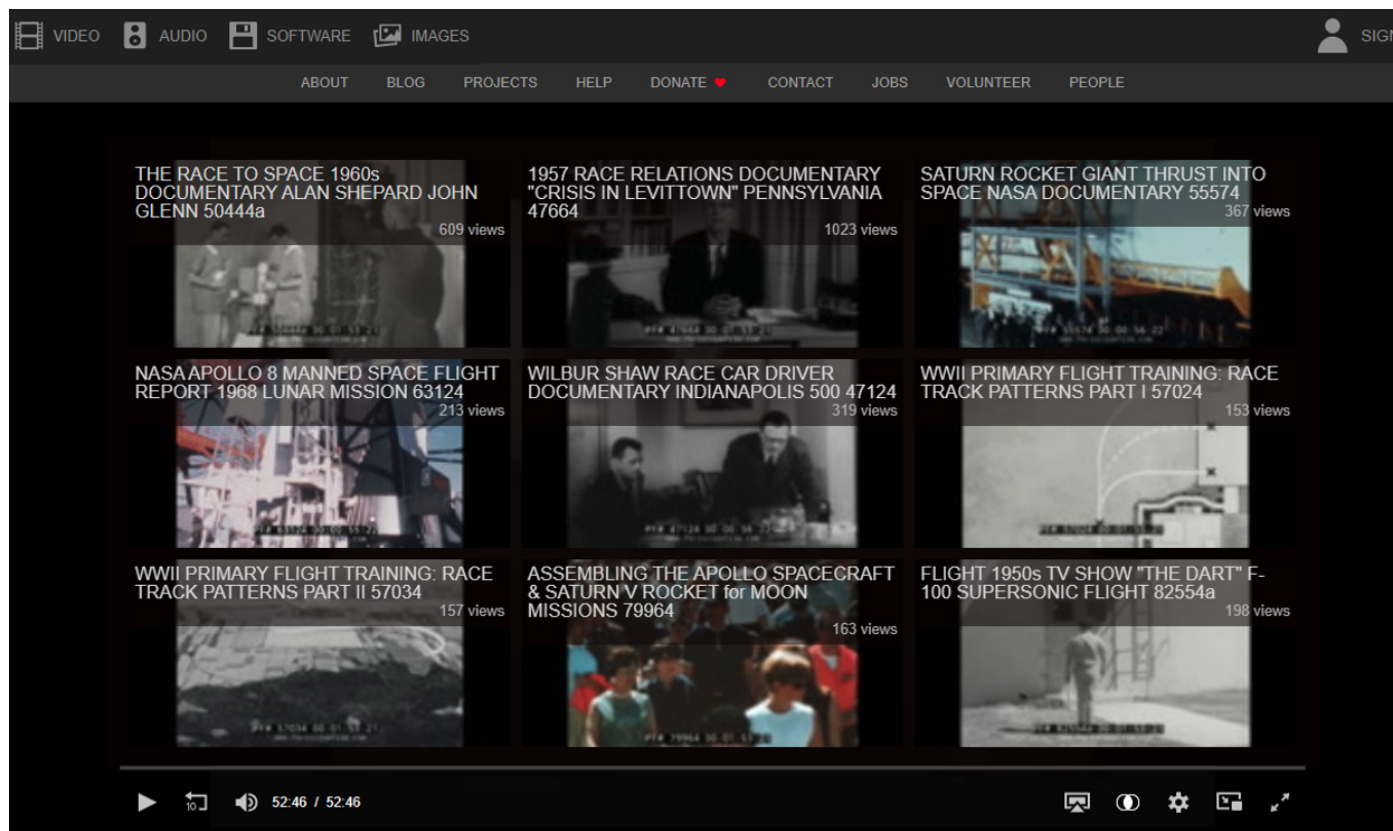 VIDEO AUDIO SOFTWARE IMAGES SIGN
ABOUT BLOG PROJECTS HELP DONATE CONTACT JOBS VOLUNTEER PEOPLE
THE RACE TO SPACE 1960s
DOCUMENTARY ALAN SHEPARD JOHN
GLENN 50444a
609 views
1957 RACE RELATIONS DOCUMENTARY
"CRISIS IN LEVITTOWN" PENNSYLVANIA
47664
1023 views
SATURN ROCKET GIANT THRUST INTO
SPACE NASA DOCUMENTARY 55574
367 views
NASA APOLLO 8 MANNED SPACE FLIGHT
REPORT 1968 LUNAR MISSION 63124
213 views
WILBUR SHAW RACE CAR DRIVER
DOCUMENTARY INDIANAPOLIS 500 47124
319 views
WWII PRIMARY FLIGHT TRAINING: RACE
TRACK PATTERNS PART I 57024
153 views
WWII PRIMARY FLIGHT TRAINING: RACE
TRACK PATTERNS PART II 57034
157 views
ASSEMBLING THE APOLLO SPACECRAFT
& SATURN V ROCKET for MOON
MISSIONS 79964
163 views
FLIGHT 1950s TV SHOW "THE DART" F-
100 SUPERSONIC FLIGHT 82554a
198 views
10 52:46 / 52:46